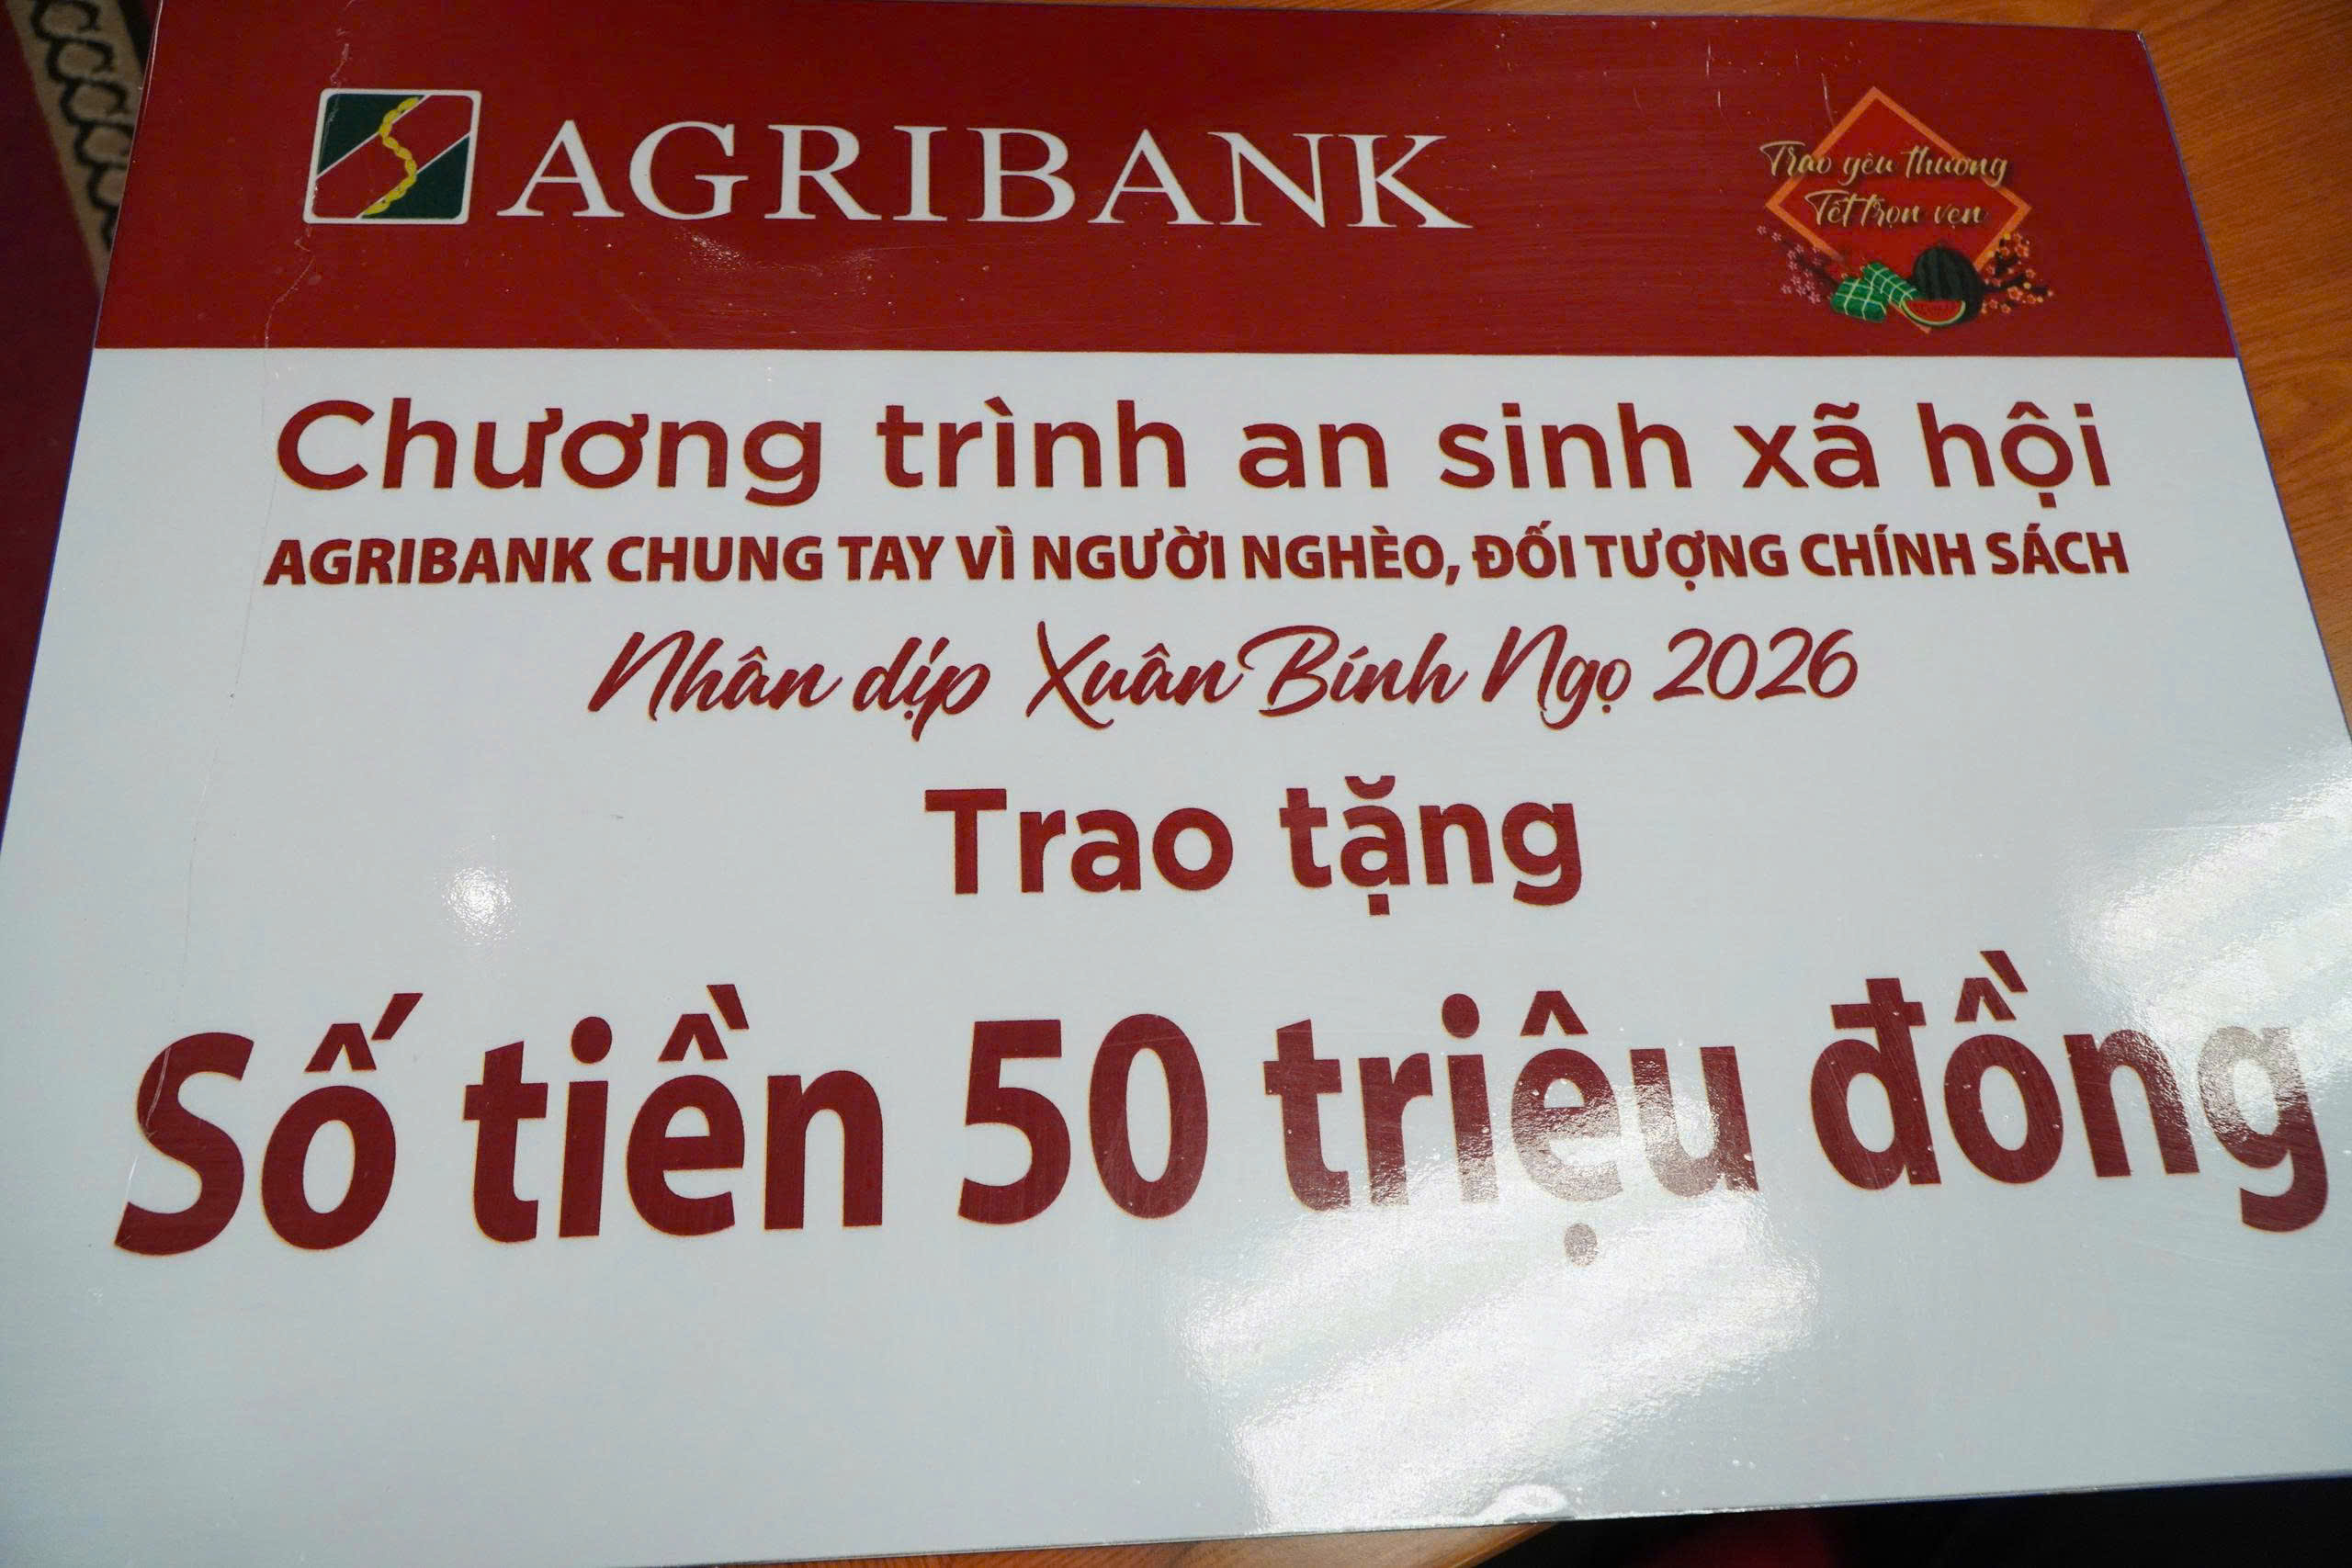 AGRIBANK
Trao yêu thương
Tết trọn vẹn
Chương trình an sinh xã hội
AGRIBANK CHUNG TAY VÌ NGƯỜI NGHÈO, ĐỐI TƯỢNG CHÍNH SÁCH
Nhân dịp Xuân Bính Ngọ 2026
Trao tặng
Số tiền 50 triệu đồng